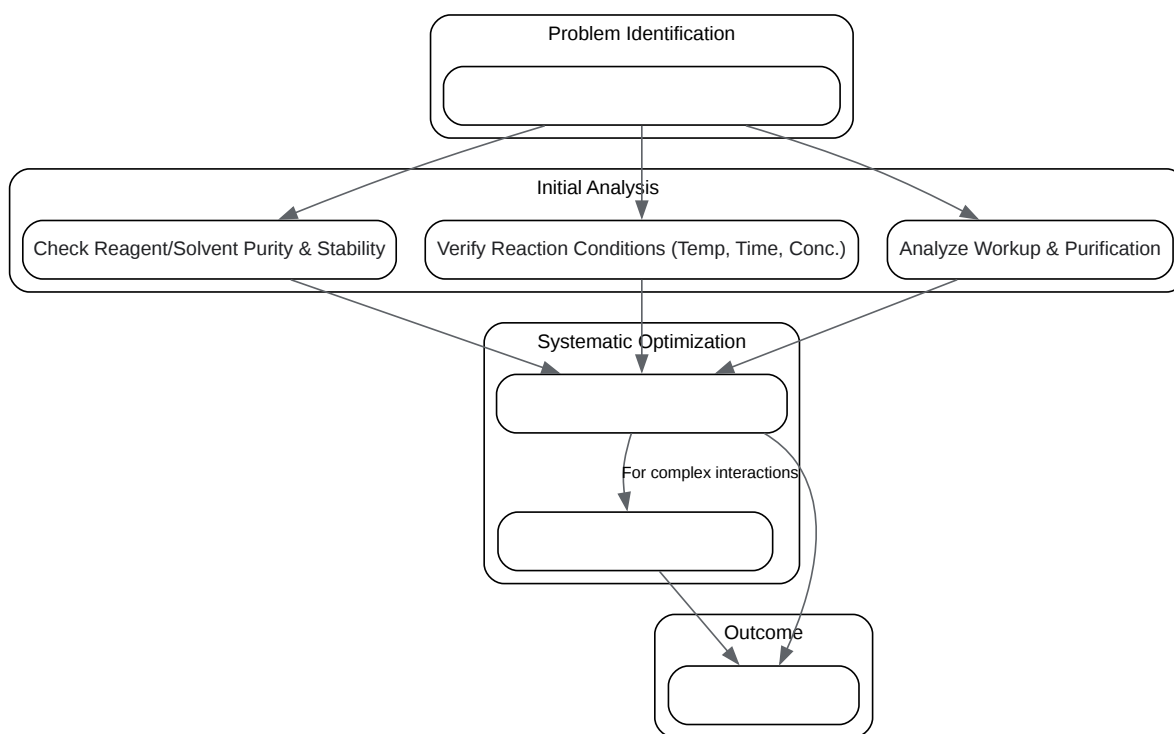 Problem Identification
Initial Analysis
Check Reagent/Solvent Purity & Stability
Verify Reaction Conditions (Temp, Time, Conc.)
Analyze Workup & Purification
Systematic Optimization
For complex interactions
Outcome